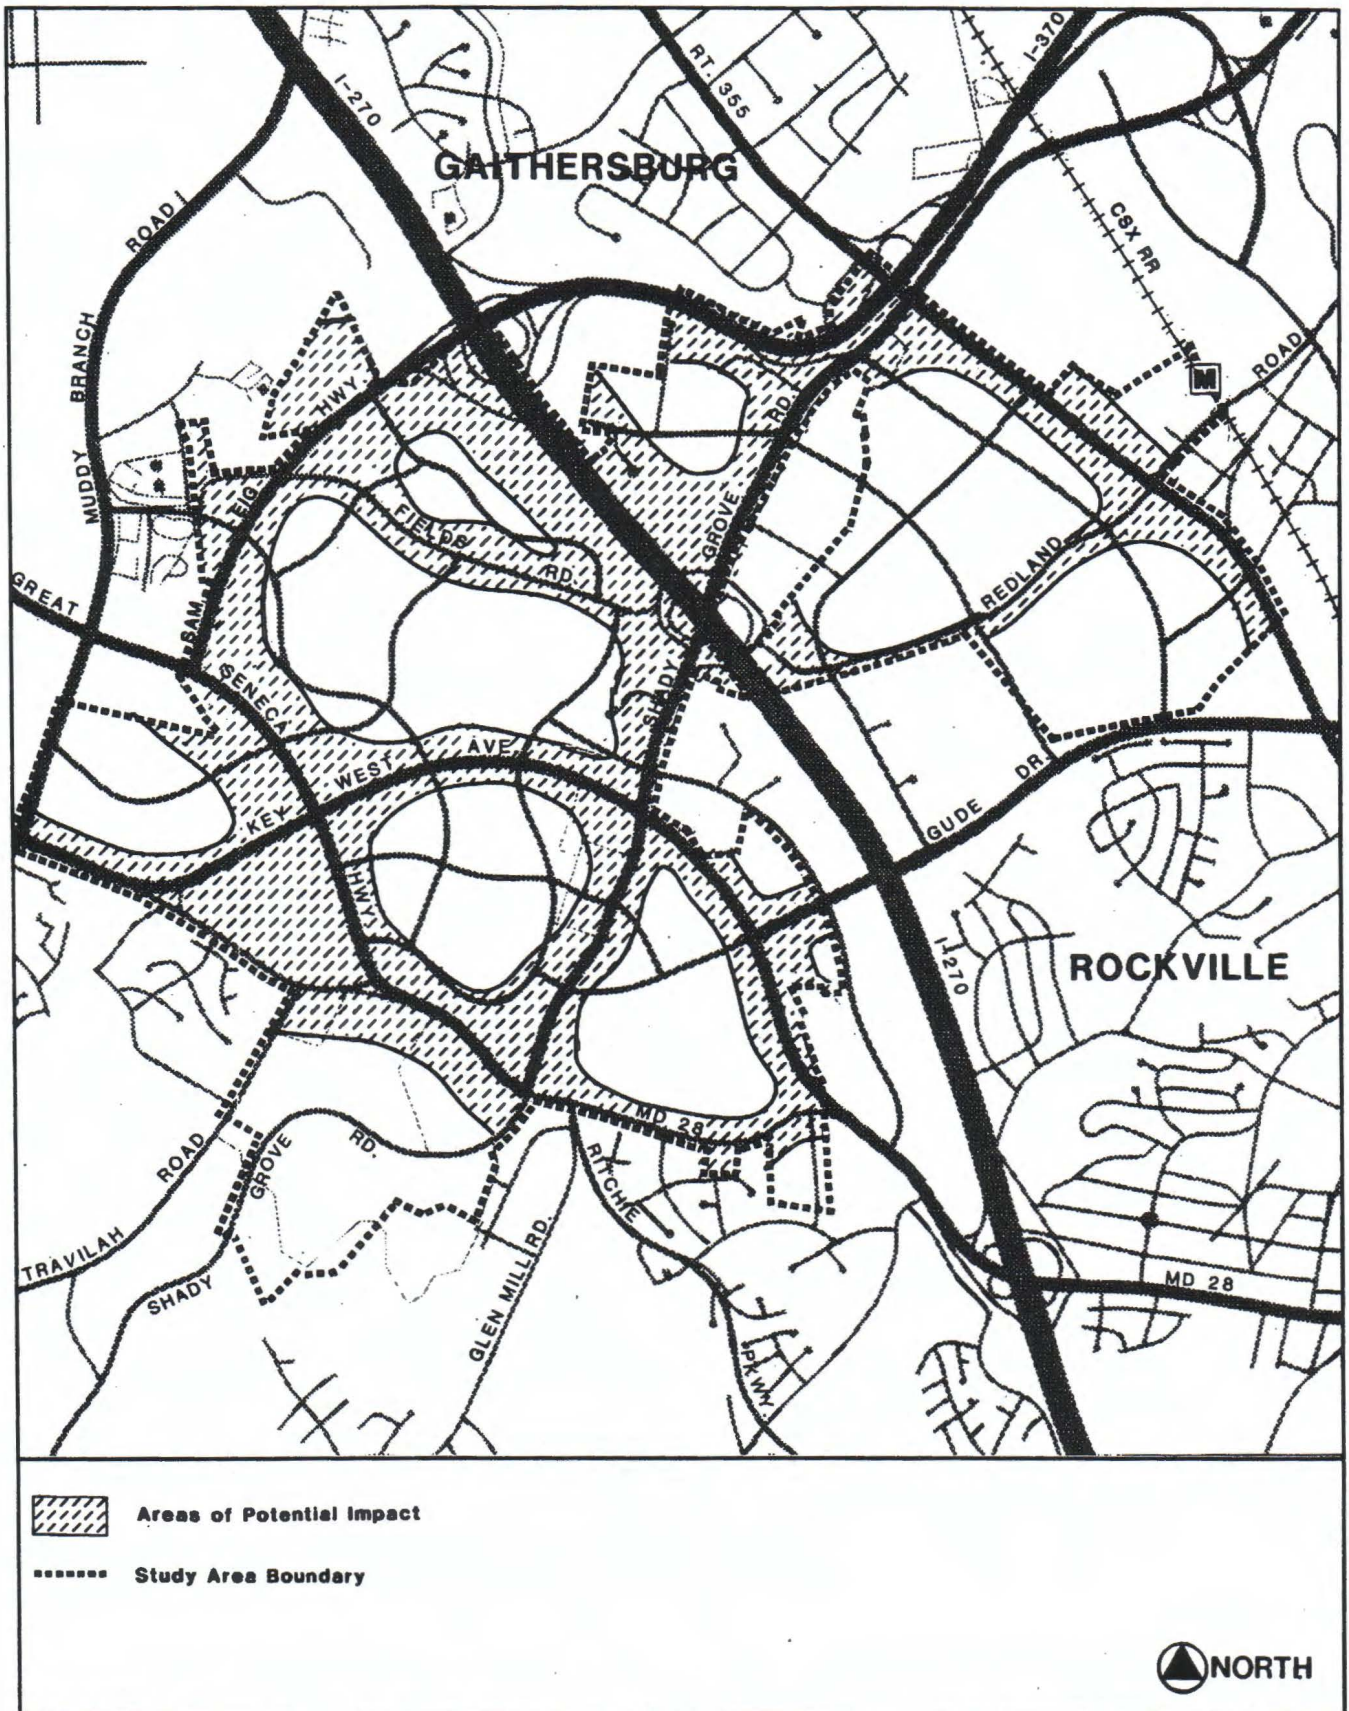 I-370
RT. 355
I-270
GAITHERSBURG
CSX RR
ROAD
MUDDY BRANCH
M
ROAD
HWY.
RD.
EIG
GROVE
FIELDS
RD.
REDLAND
GREAT
SAM
SENECA
SHADY
AVE.
WEST
KEY
DR.
GUDE
HWY.
I-270
ROCKVILLE
MD 28
RD.
GROVE
ROAD
RITCHIE
TRAVILAH
SHADY
GLEN MILL RD.
MD 28
PKWY.
Areas of Potential Impact
Study Area Boundary
NORTH